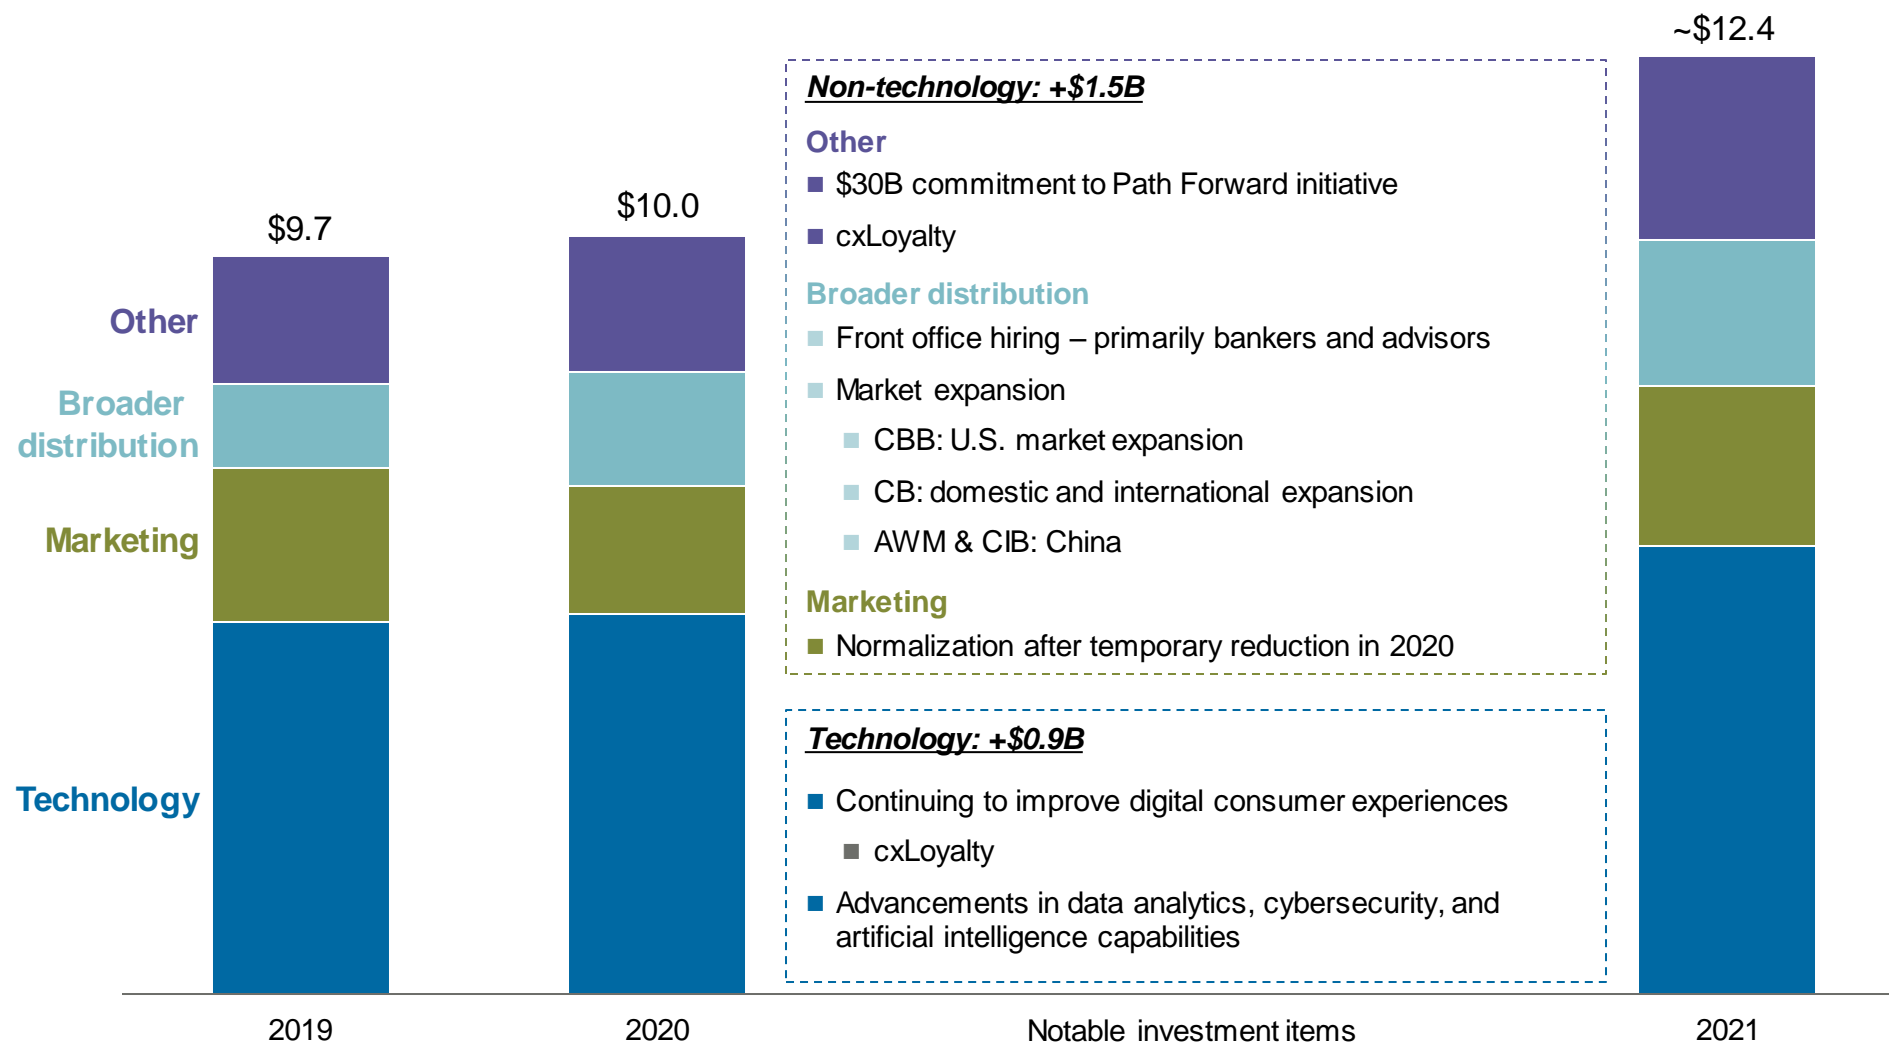 ~$12.4
$10.0
$9.7
Other
Broader
distribution
Marketing
Technology
Non-technology: +$1.5B
Other
$30B commitment to Path Forward initiative
cxLoyalty
Broader distribution
Front office hiring – primarily bankers and advisors
Market expansion
CBB: U.S. market expansion
CB: domestic and international expansion
AWM & CIB: China
Marketing
Normalization after temporary reduction in 2020
Technology: +$0.9B
Continuing to improve digital consumer experiences
cxLoyalty
Advancements in data analytics, cybersecurity, and
artificial intelligence capabilities
2019
2020
Notable investment items
2021